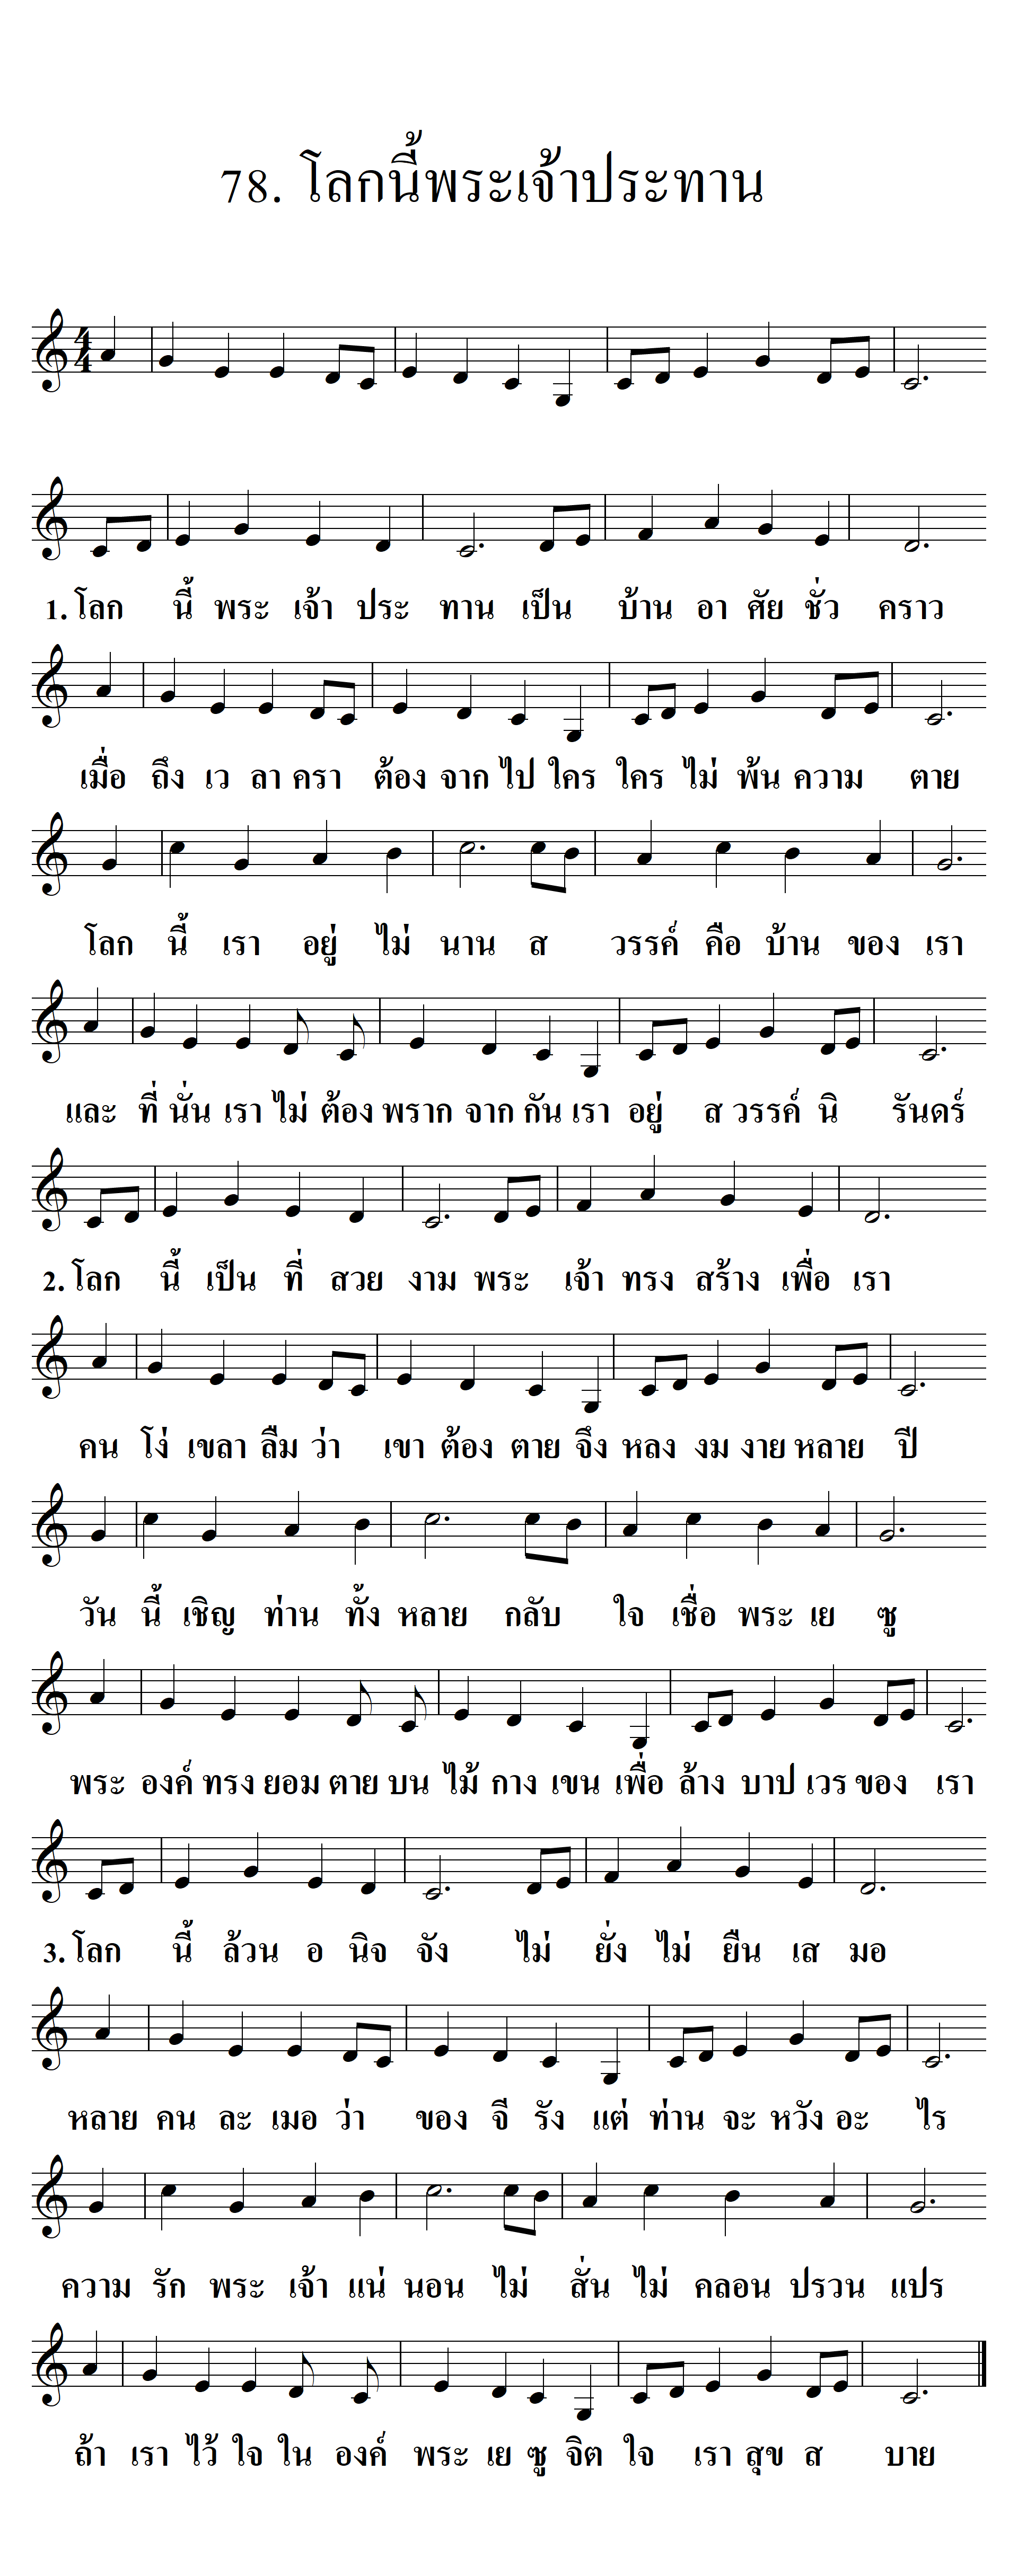 78. โลกนี้พระเจ้าประทาน
4
4
1. โลก นี้ พระ เจ้า ประ ทาน เป็น บ้าน อา ศัย ชั่ว คราว
เมื่อ ถึง เว ลา ครา ต้อง จาก ไป ใคร ใคร ไม่ พ้น ความ ตาย
โลก นี้ เรา อยู่ ไม่ นาน ส วรรค์ คือ บ้าน ของ เรา
และ ที่ นั่น เรา ไม่ ต้อง พราก จาก กัน เรา อยู่ ส วรรค์ นิ รันดร์
2. โลก นี้ เป็น ที่ สวย งาม พระ เจ้า ทรง สร้าง เพื่อ เรา
คน โง่ เขลา ลืม ว่า เขา ต้อง ตาย จึง หลง งม งาย หลาย ปี
วัน นี้ เชิญ ท่าน ทั้ง หลาย กลับ ใจ เชื่อ พระ เย ซู
พระ องค์ ทรง ยอม ตาย บน ไม้ กาง เขน เพื่อ ล้าง บาป เวร ของ เรา
3. โลก นี้ ล้วน อ นิจ จัง ไม่ ยั่ง ไม่ ยืน เส มอ
หลาย คน ละ เมอ ว่า ของ จี รัง แต่ ท่าน จะ หวัง อะ ไร
ความ รัก พระ เจ้า แน่ นอน ไม่ สั่น ไม่ คลอน ปรวน แปร
ถ้า เรา ไว้ ใจ ใน องค์ พระ เย ซู จิต ใจ เรา สุข ส บาย